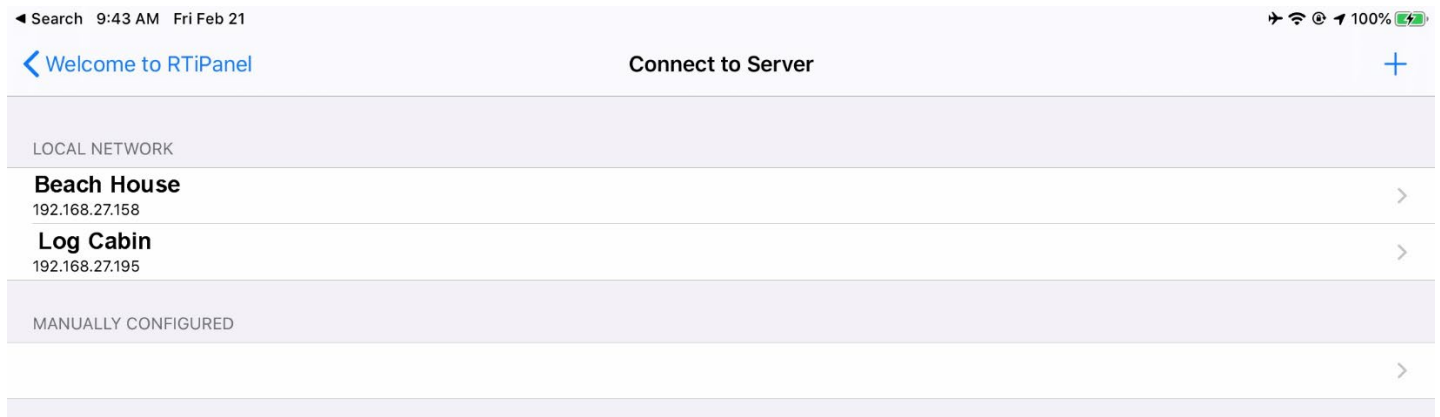 Search 9:43 AM Fri Feb 21 100%
Welcome to RTiPanel Connect to Server +
LOCAL NETWORK
Beach House
192.168.27.158
Log Cabin
192.168.27.195
MANUALLY CONFIGURED